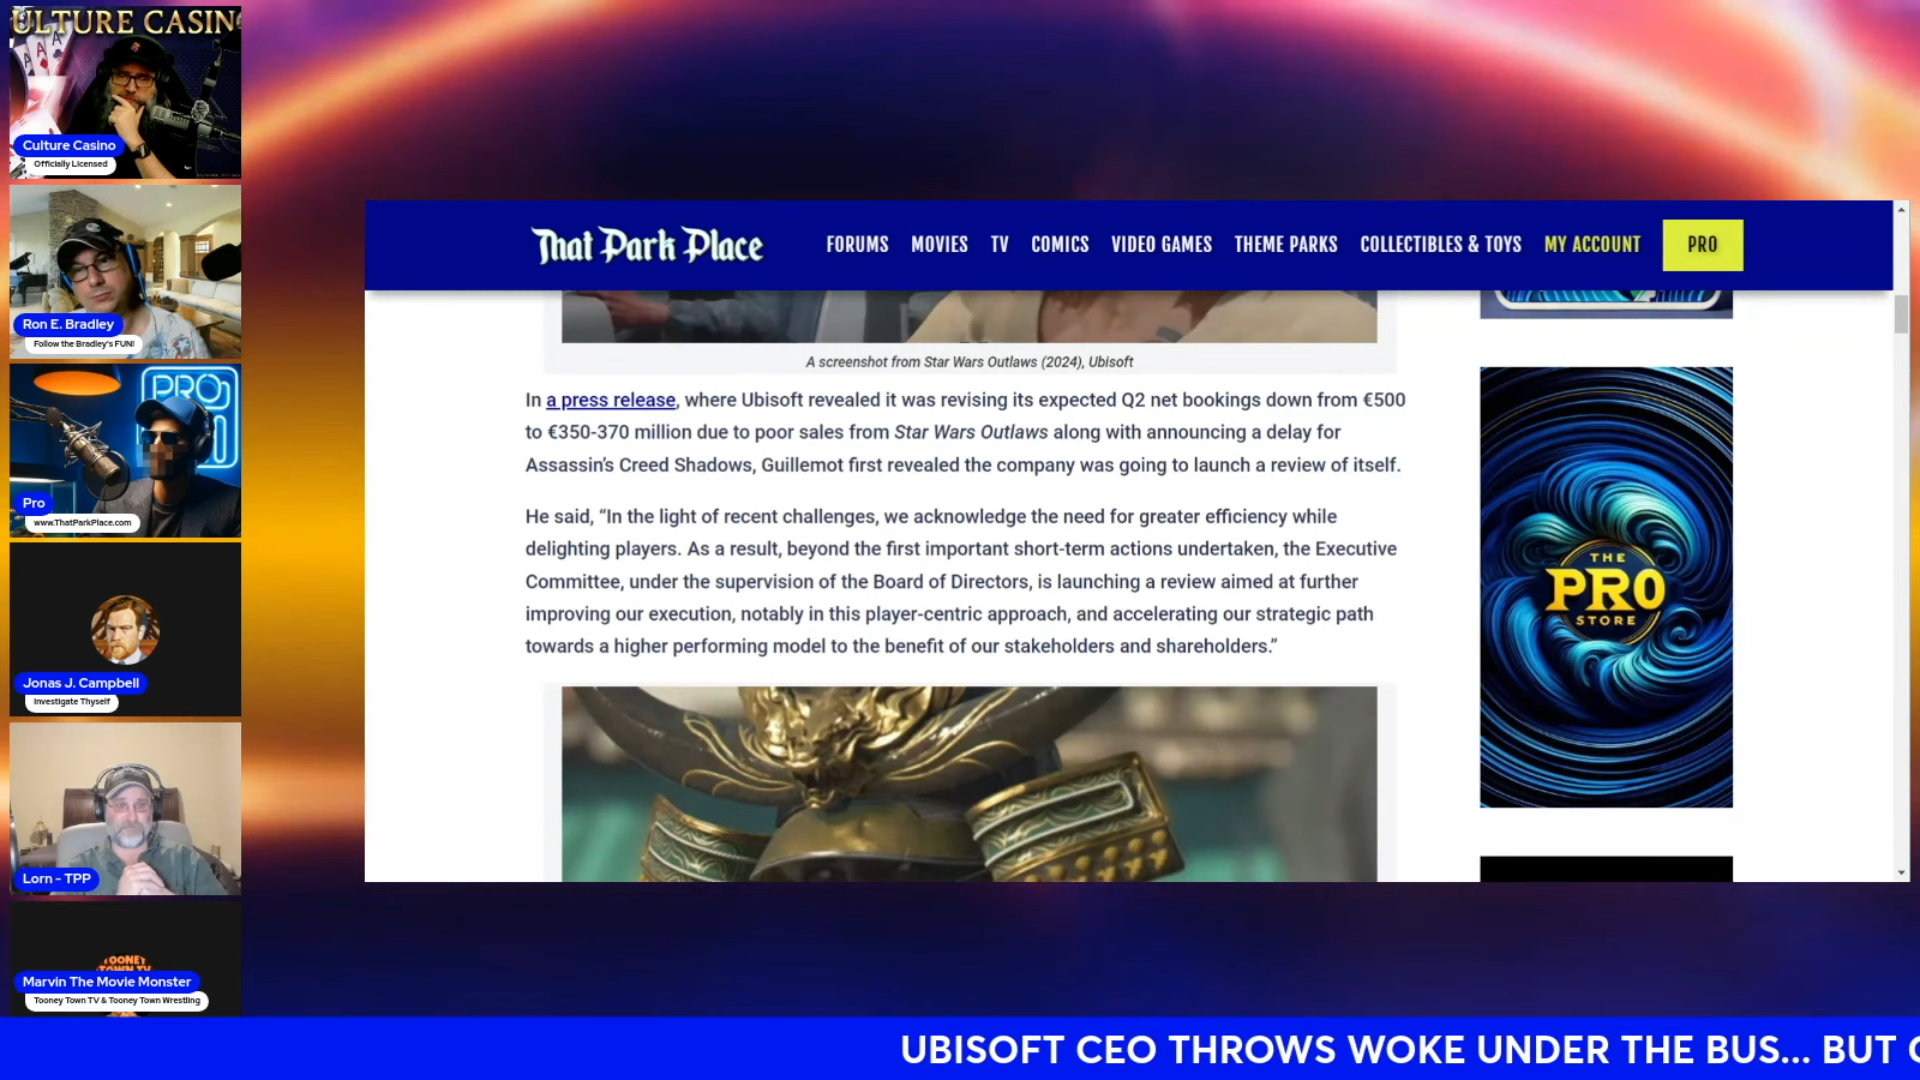 ULTURE CASIN
Culture Casino
Officially Licensed
Ron E. Bradley
Follow the Bradley's FUN!
PRO
Pro
www.ThatParkPlace.com
Jonas J. Campbell
Investigate Thyself
Lorn - TPP
TOONEY
TOWN TV
Marvin The Movie Monster
Tooney Town TV & Tooney Town Wrestling
That Park Place
FORUMS MOVIES TV COMICS VIDEO GAMES THEME PARKS COLLECTIBLES & TOYS MY ACCOUNT PRO
A screenshot from Star Wars Outlaws (2024), Ubisoft
In a press release, where Ubisoft revealed it was revising its expected Q2 net bookings down from €500
to €350-370 million due to poor sales from Star Wars Outlaws along with announcing a delay for
Assassin's Creed Shadows, Guillemot first revealed the company was going to launch a review of itself.
He said, “In the light of recent challenges, we acknowledge the need for greater efficiency while
delighting players. As a result, beyond the first important short-term actions undertaken, the Executive
Committee, under the supervision of the Board of Directors, is launching a review aimed at further
improving our execution, notably in this player-centric approach, and accelerating our strategic path
towards a higher performing model to the benefit of our stakeholders and shareholders.”
THE
PRO
STORE
UBISOFT CEO THROWS WOKE UNDER THE BUS... BUT